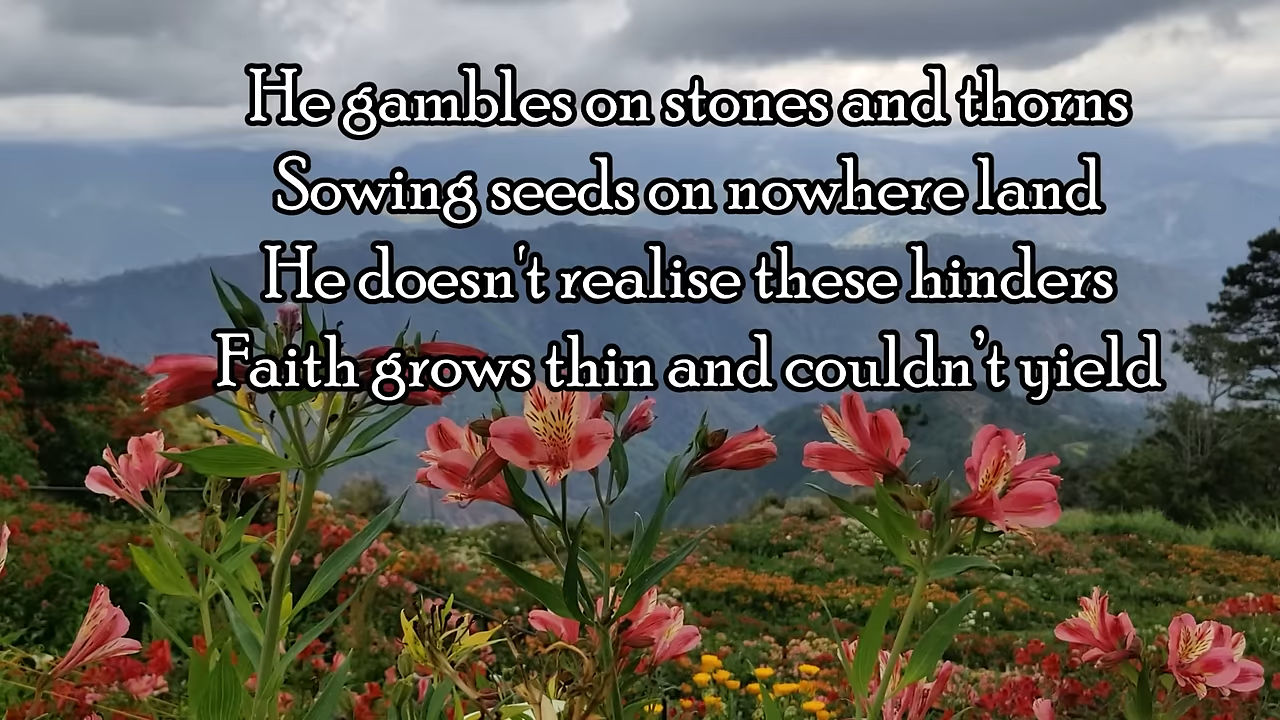 He gambles on stones and thorns
Sowing seeds on nowhere land
He doesn't realise these hinders
Faith grows thin and couldn’t yield